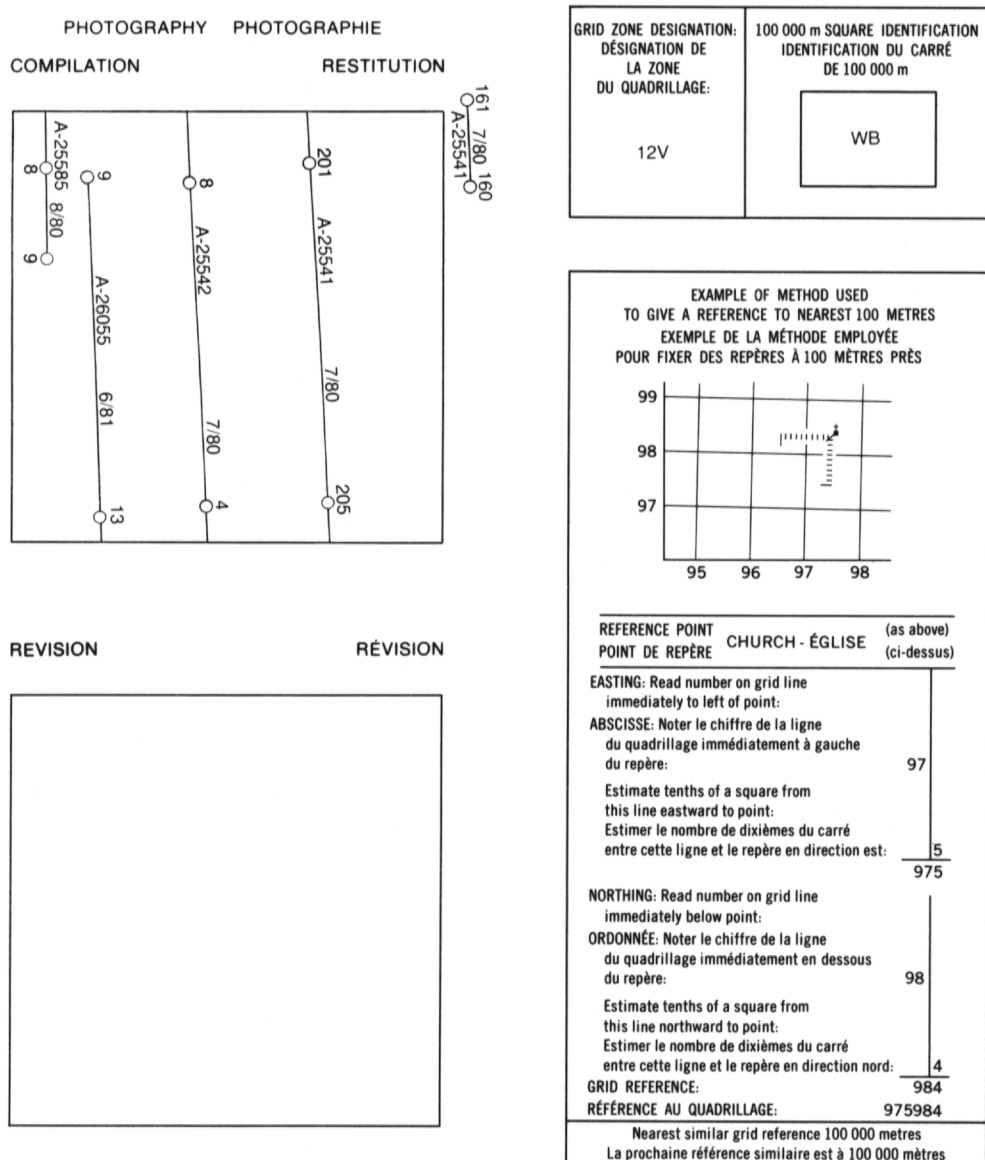 PHOTOGRAPHY PHOTOGRAPHIE
COMPILATION RESTITUTION
8 A-25585 8/80 9
9 A-26055 6/81 13
8 A-25542 7/80 4
201 A-25541 7/80 205
161 7/80 160
A-25541
REVISION RÉVISION
GRID ZONE DESIGNATION:
DÉSIGNATION DE
LA ZONE
DU QUADRILLAGE:
12V
100 000 m SQUARE IDENTIFICATION
IDENTIFICATION DU CARRÉ
DE 100 000 m
WB
EXAMPLE OF METHOD USED
TO GIVE A REFERENCE TO NEAREST 100 METRES
EXEMPLE DE LA MÉTHODE EMPLOYÉE
POUR FIXER DES REPÈRES À 100 MÈTRES PRÈS
99
98
97
95 96 97 98
REFERENCE POINT
POINT DE REPÈRE
CHURCH - ÉGLISE
(as above)
(ci-dessus)
EASTING: Read number on grid line
immediately to left of point:
ABSCISSE: Noter le chiffre de la ligne
du quadrillage immédiatement à gauche
du repère: 97
Estimate tenths of a square from
this line eastward to point:
Estimer le nombre de dixièmes du carré
entre cette ligne et le repère en direction est: 5
975
NORTHING: Read number on grid line
immediately below point:
ORDONNÉE: Noter le chiffre de la ligne
du quadrillage immédiatement en dessous
du repère: 98
Estimate tenths of a square from
this line northward to point:
Estimer le nombre de dixièmes du carré
entre cette ligne et le repère en direction nord: 4
GRID REFERENCE: 984
RÉFÉRENCE AU QUADRILLAGE: 975984
Nearest similar grid reference 100 000 metres
La prochaine référence similaire est à 100 000 mètres